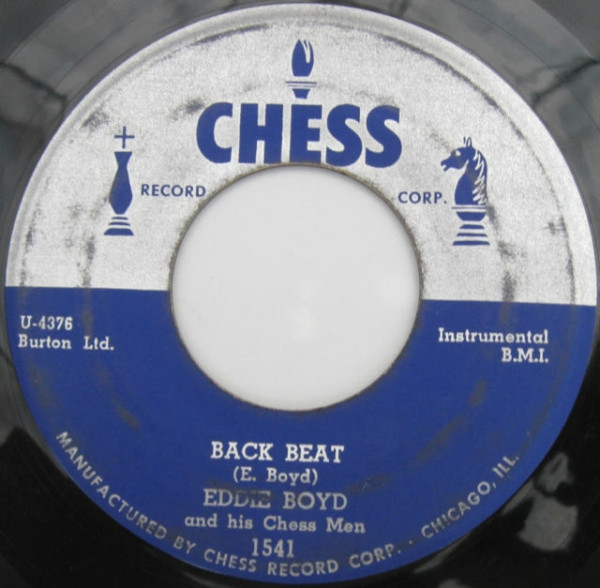 CHESS
RECORD CORP.
U-4376
Burton Ltd.
Instrumental
B.M.I.
BACK BEAT
(E. Boyd)
EDDIE BOYD
and his Chess Men
1541
MANUFACTURED BY CHESS RECORD CORP. · CHICAGO, ILL.